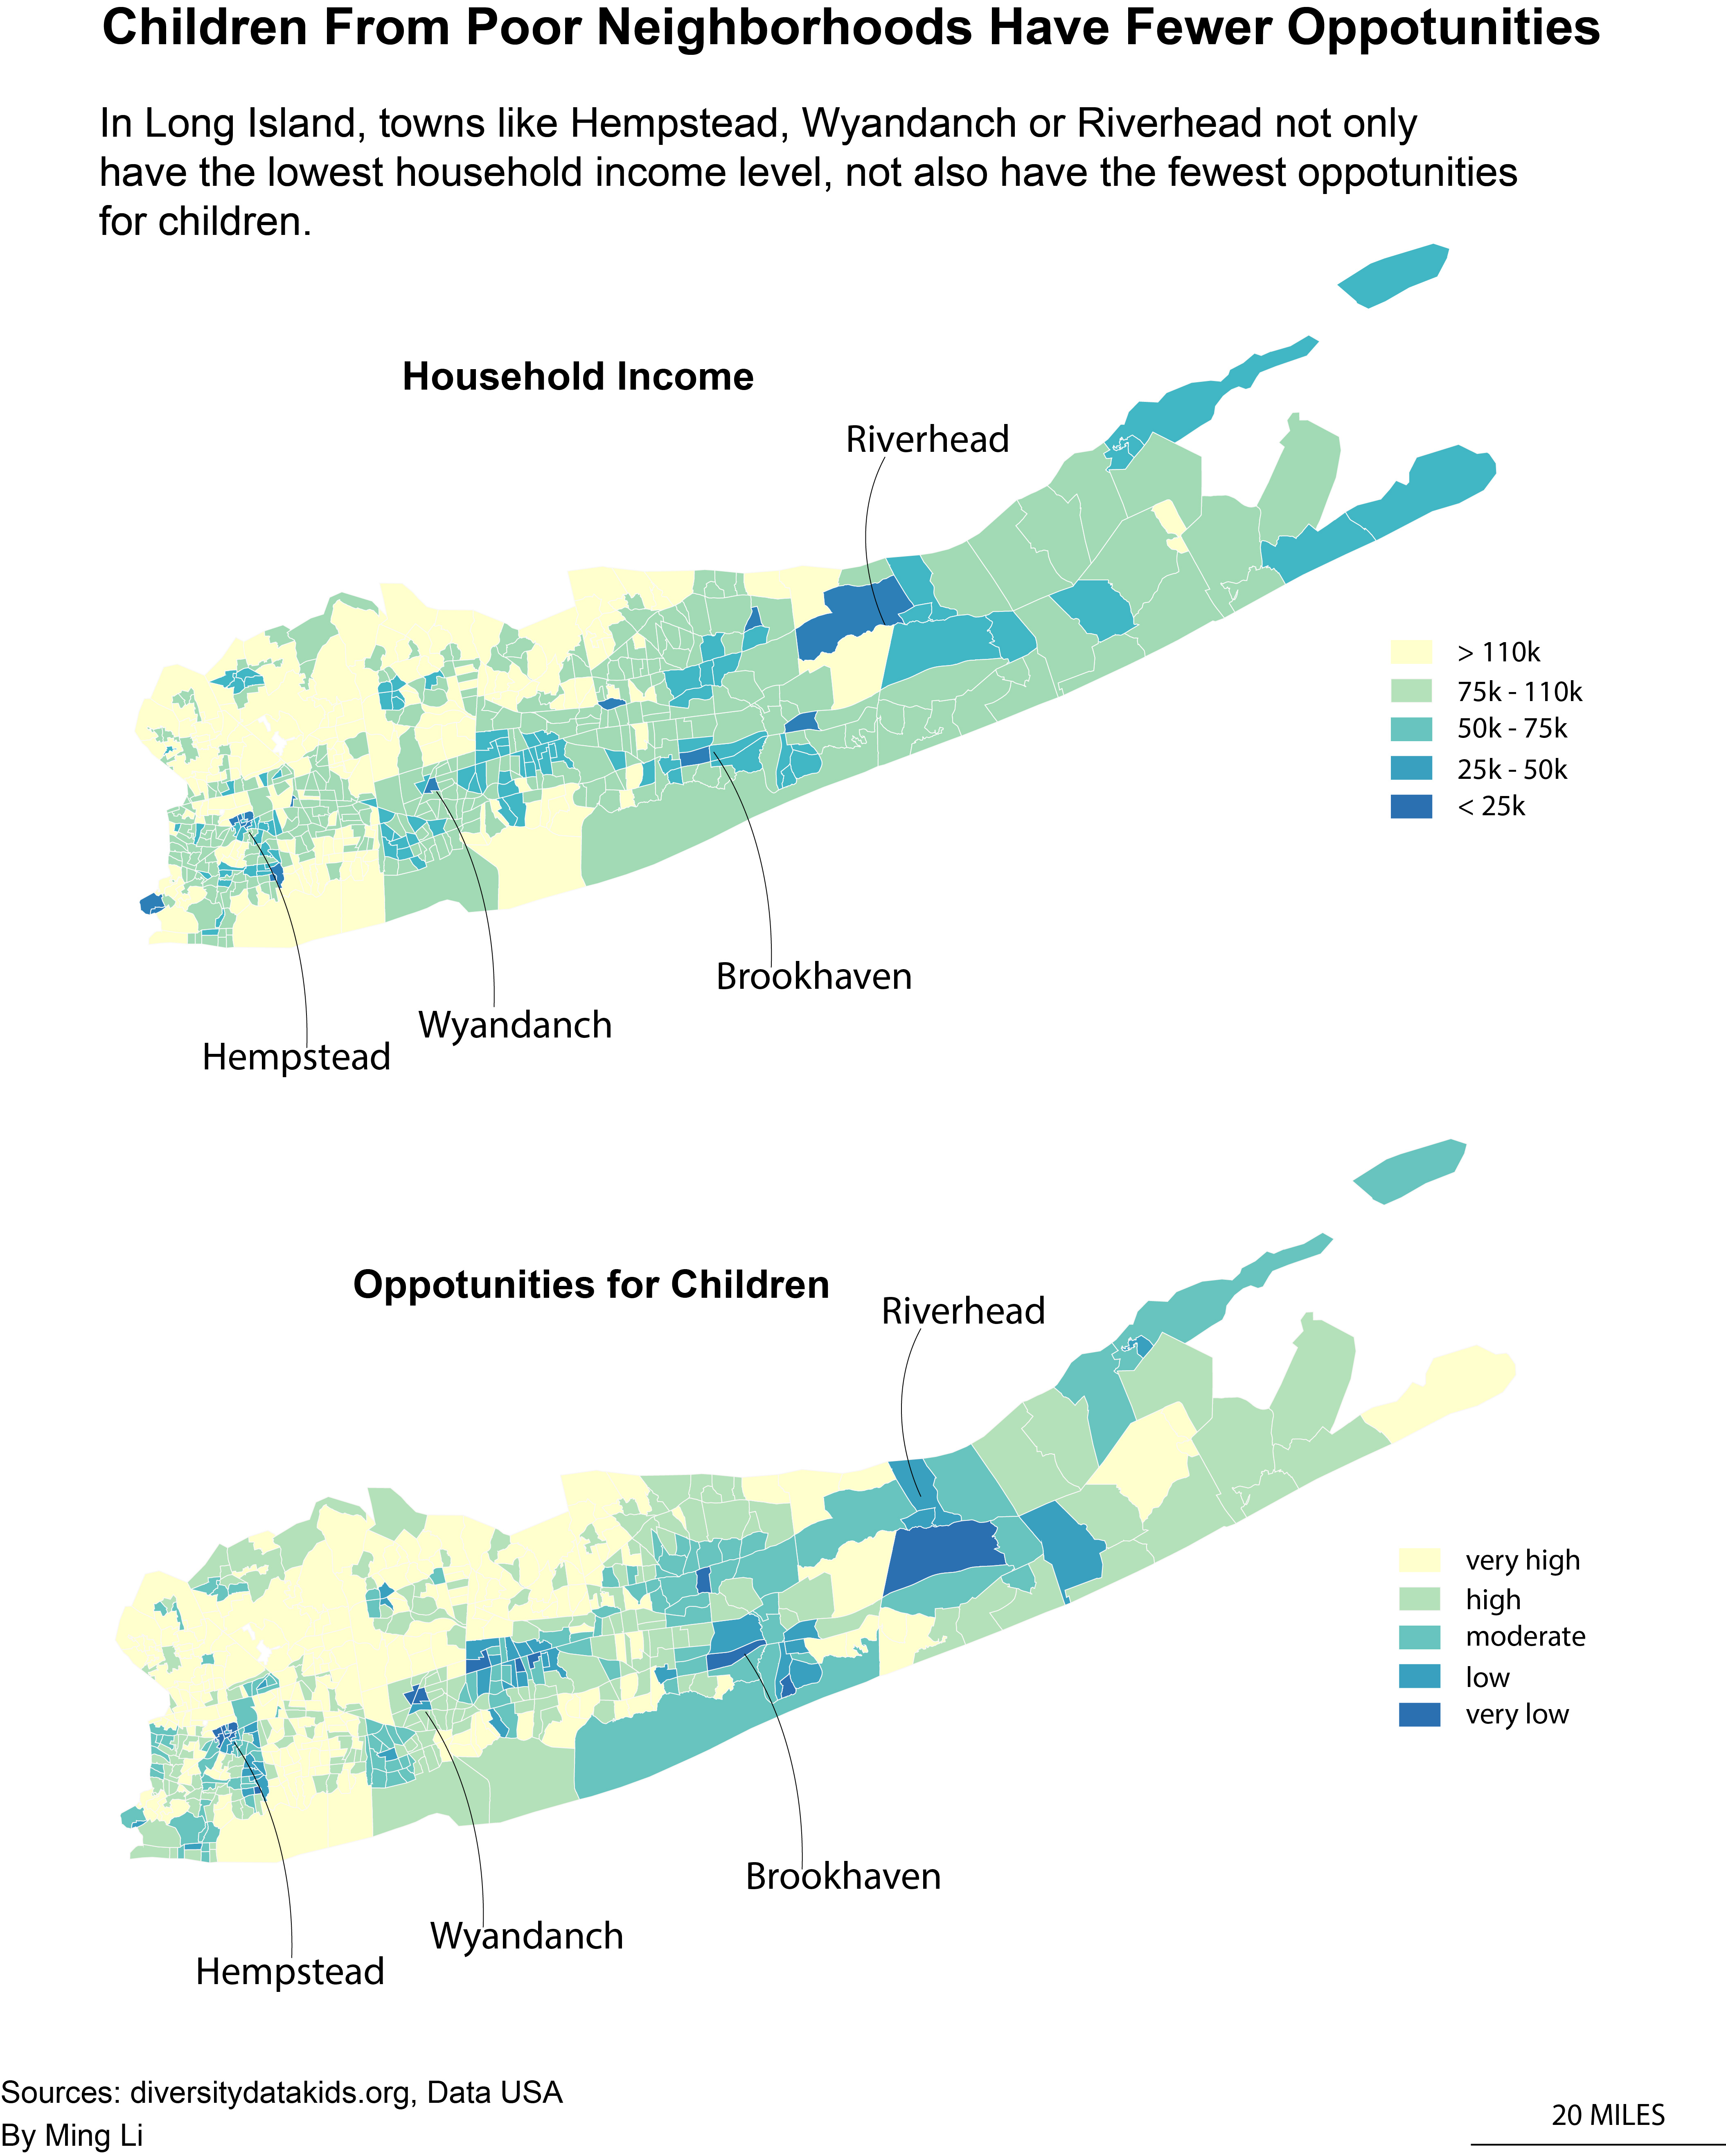 Children From Poor Neighborhoods Have Fewer Oppotunities
In Long Island, towns like Hempstead, Wyandanch or Riverhead not only
have the lowest household income level, not also have the fewest oppotunities
for children.
Household Income
Riverhead
> 110k
75k - 110k
50k - 75k
25k - 50k
< 25k
Brookhaven
Wyandanch
Hempstead
Oppotunities for Children
Riverhead
very high
high
moderate
low
very low
Brookhaven
Wyandanch
Hempstead
Sources: diversitydatakids.org, Data USA
By Ming Li
20 MILES